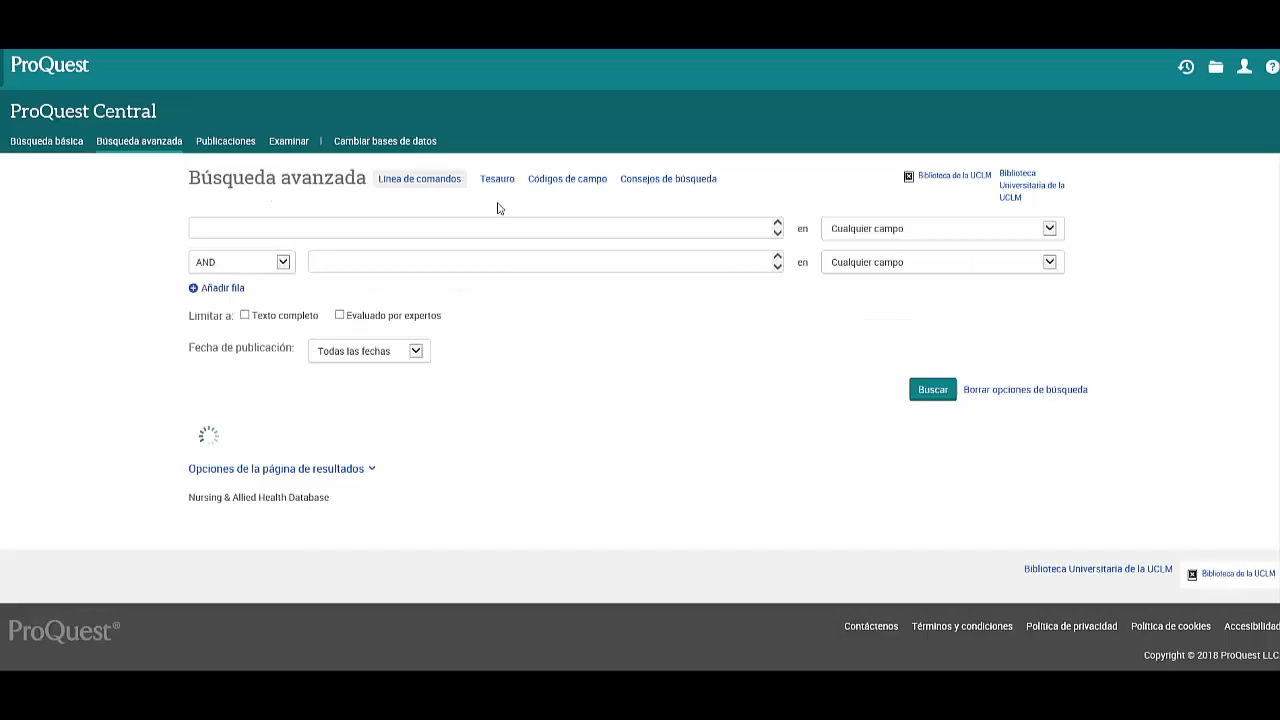 ProQuest
ProQuest Central
Búsqueda básica Búsqueda avanzada Publicaciones Examinar | Cambiar bases de datos
Búsqueda avanzada Línea de comandos Tesauro Códigos de campo Consejos de búsqueda
Biblioteca de la UCLM
Biblioteca
Universitaria de la
UCLM
en Cualquier campo
AND en Cualquier campo
Añadir fila
Limitar a: Texto completo Evaluado por expertos
Fecha de publicación: Todas las fechas
Buscar Borrar opciones de búsqueda
Opciones de la página de resultados
Nursing & Allied Health Database
Biblioteca Universitaria de la UCLM Biblioteca de la UCLM
ProQuest®
Contáctenos Términos y condiciones Política de privacidad Política de cookies Accesibilidad
Copyright © 2018 ProQuest LLC